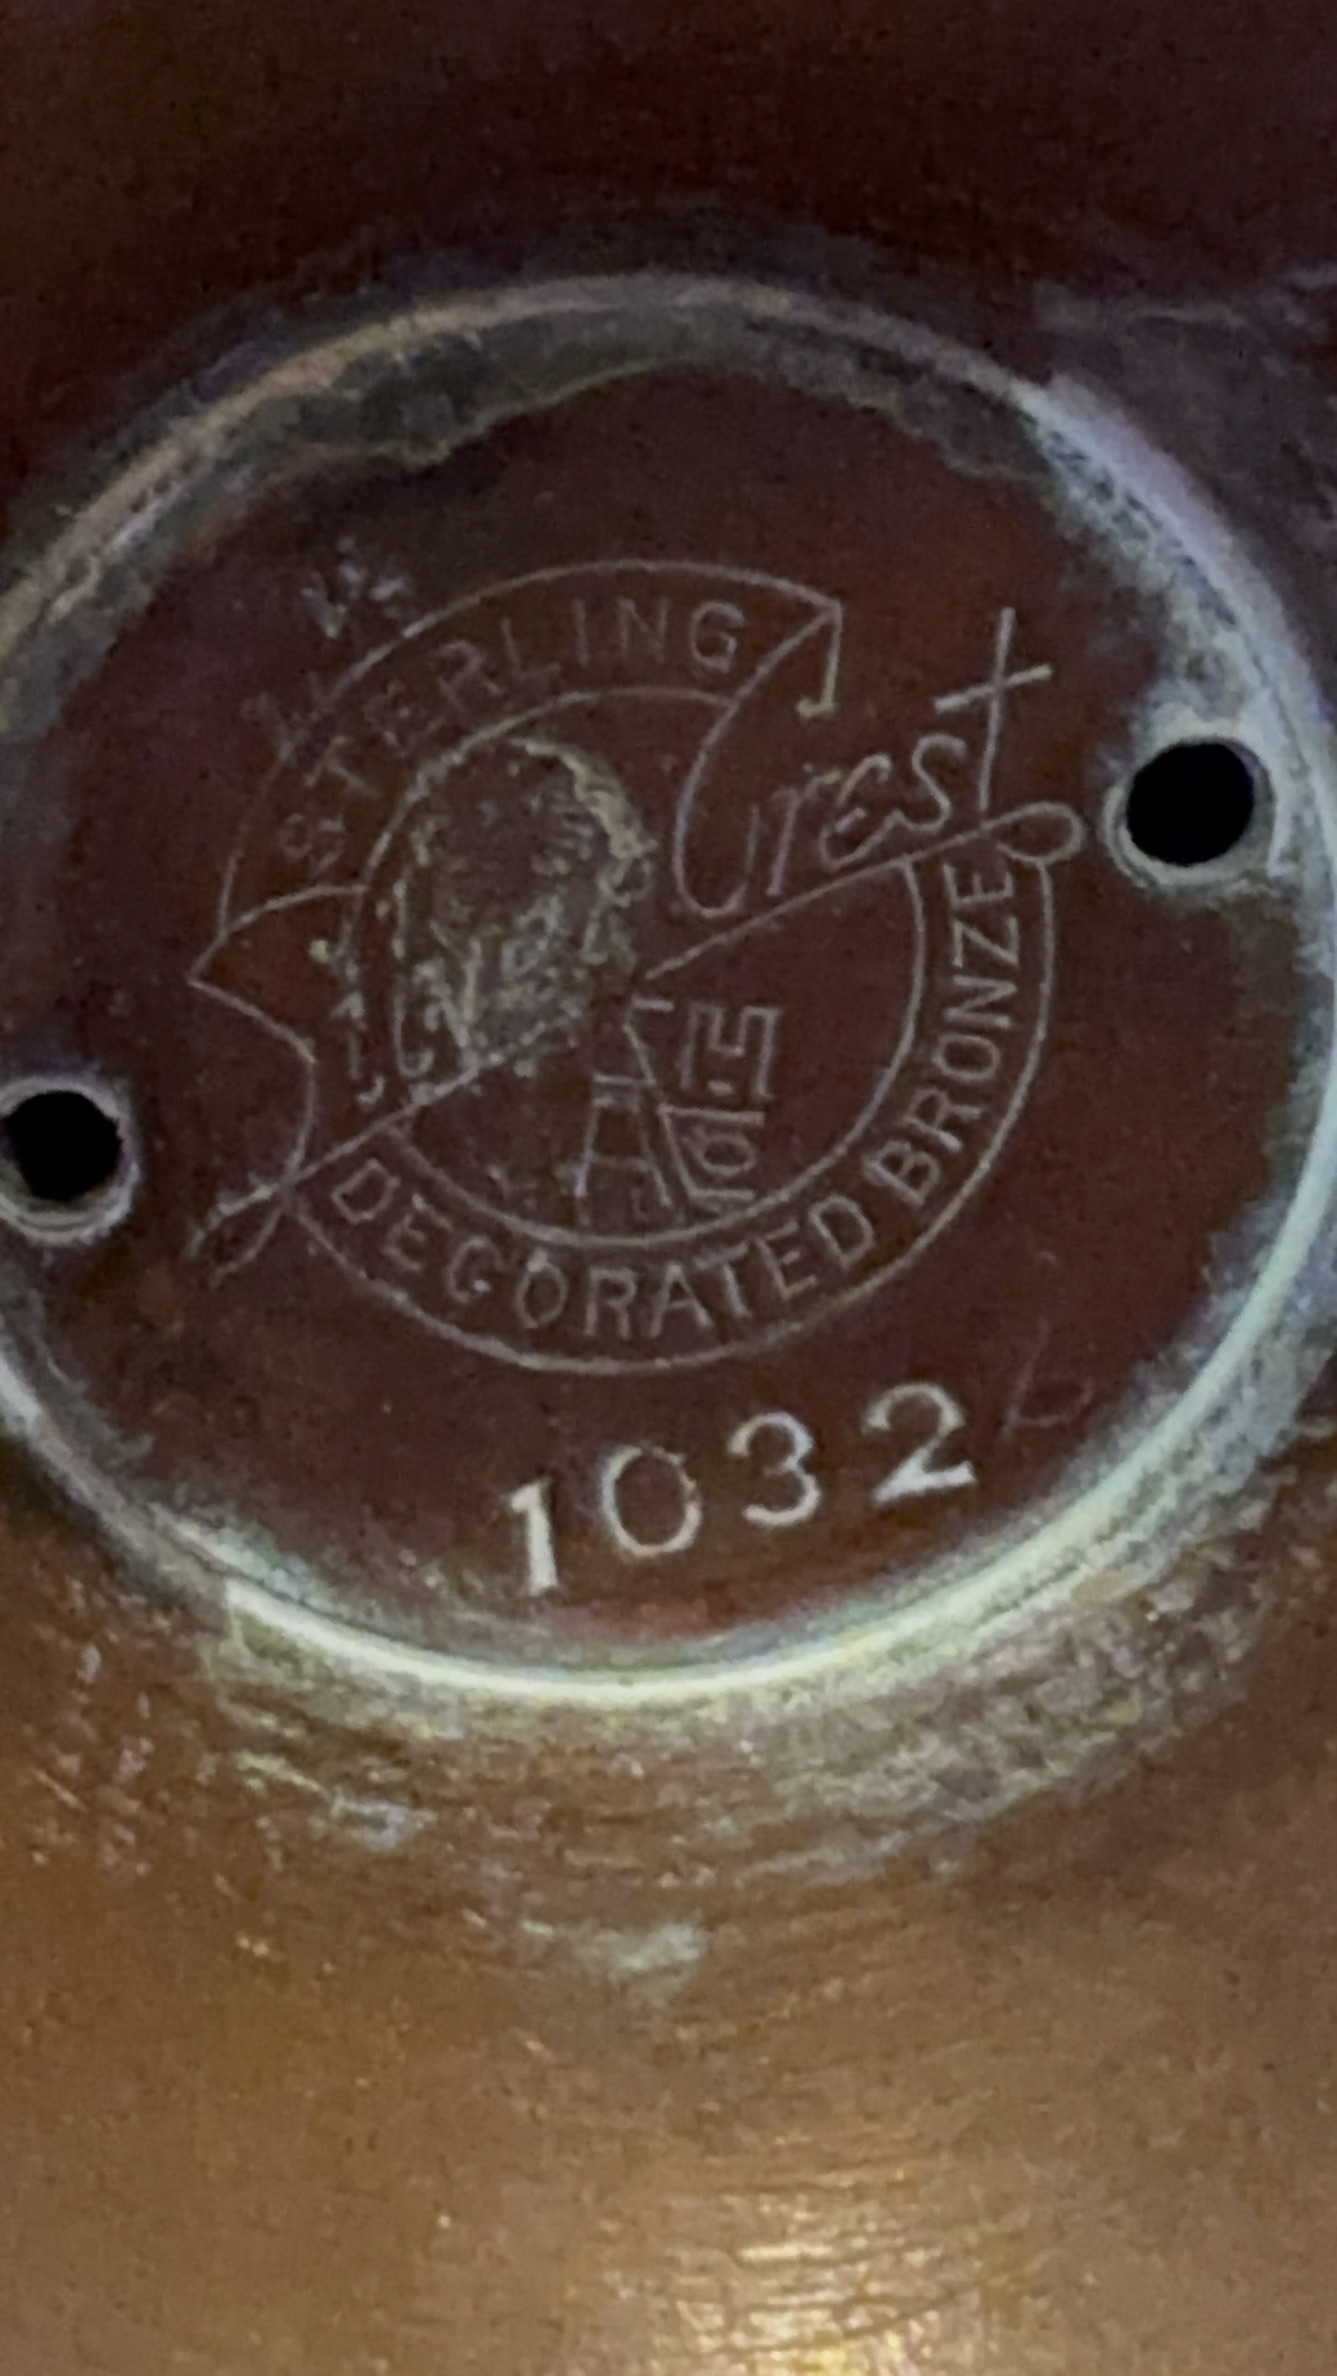 STERLING
Crest
DECORATED BRONZE
1032